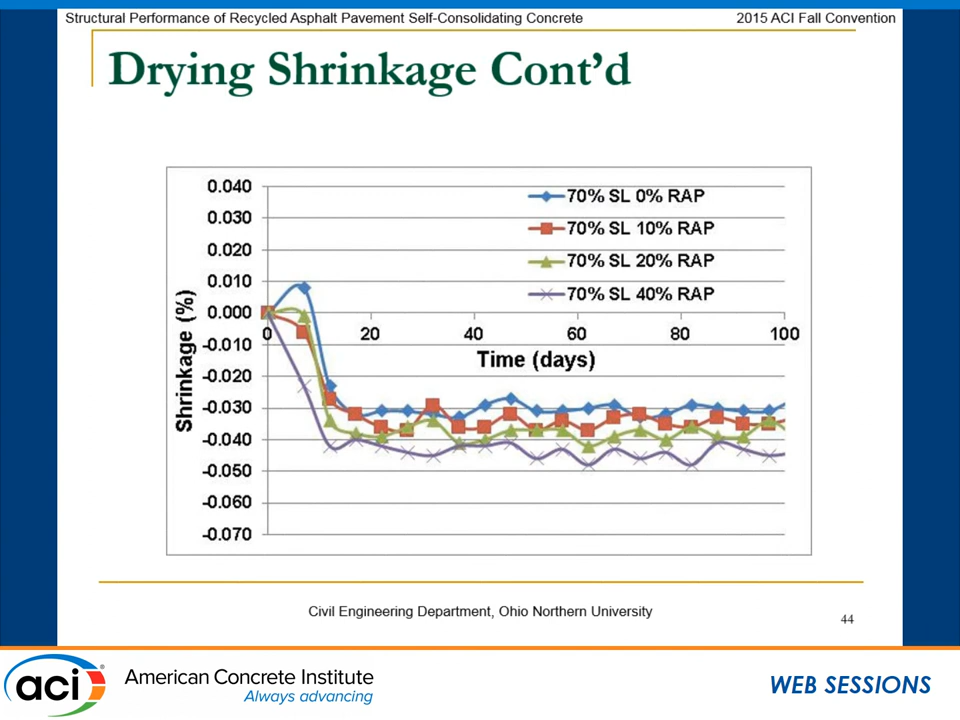 Structural Performance of Recycled Asphalt Pavement Self-Consolidating Concrete 2015 ACI Fall Convention
Drying Shrinkage Cont’d
0.040
0.030
0.020
0.010
0.000
-0.010
-0.020
-0.030
-0.040
-0.050
-0.060
-0.070
Shrinkage (%)
70% SL 0% RAP
70% SL 10% RAP
70% SL 20% RAP
70% SL 40% RAP
0 20 40 60 80 100
Time (days)
Civil Engineering Department, Ohio Northern University
44
aci ® American Concrete Institute
Always advancing
WEB SESSIONS